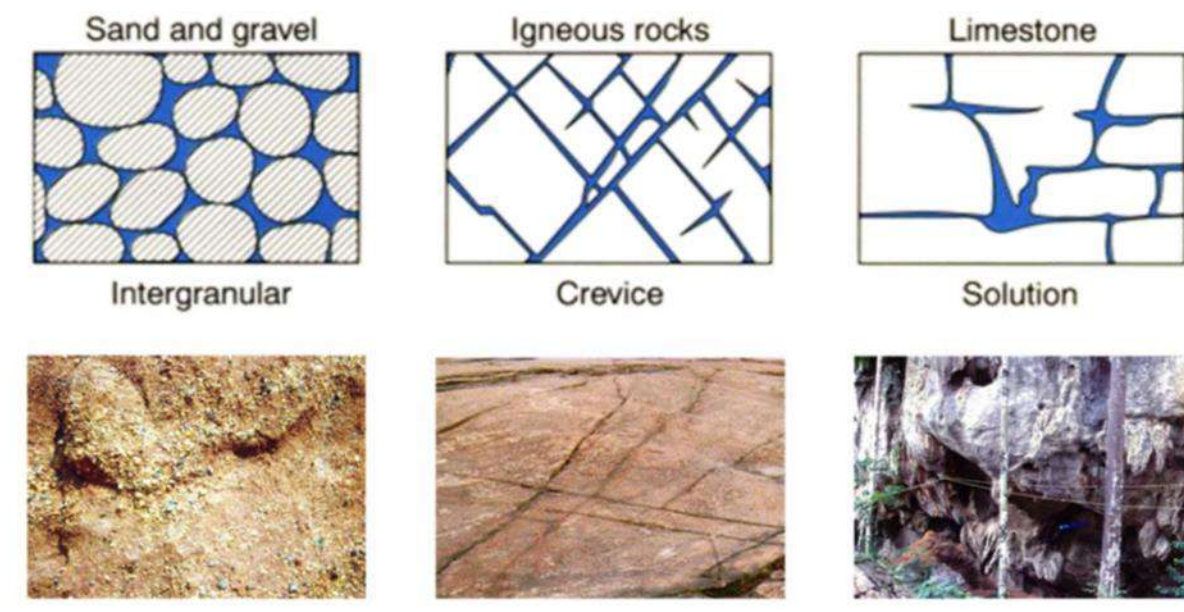 Sand and gravel
Igneous rocks
Limestone
Intergranular
Crevice
Solution